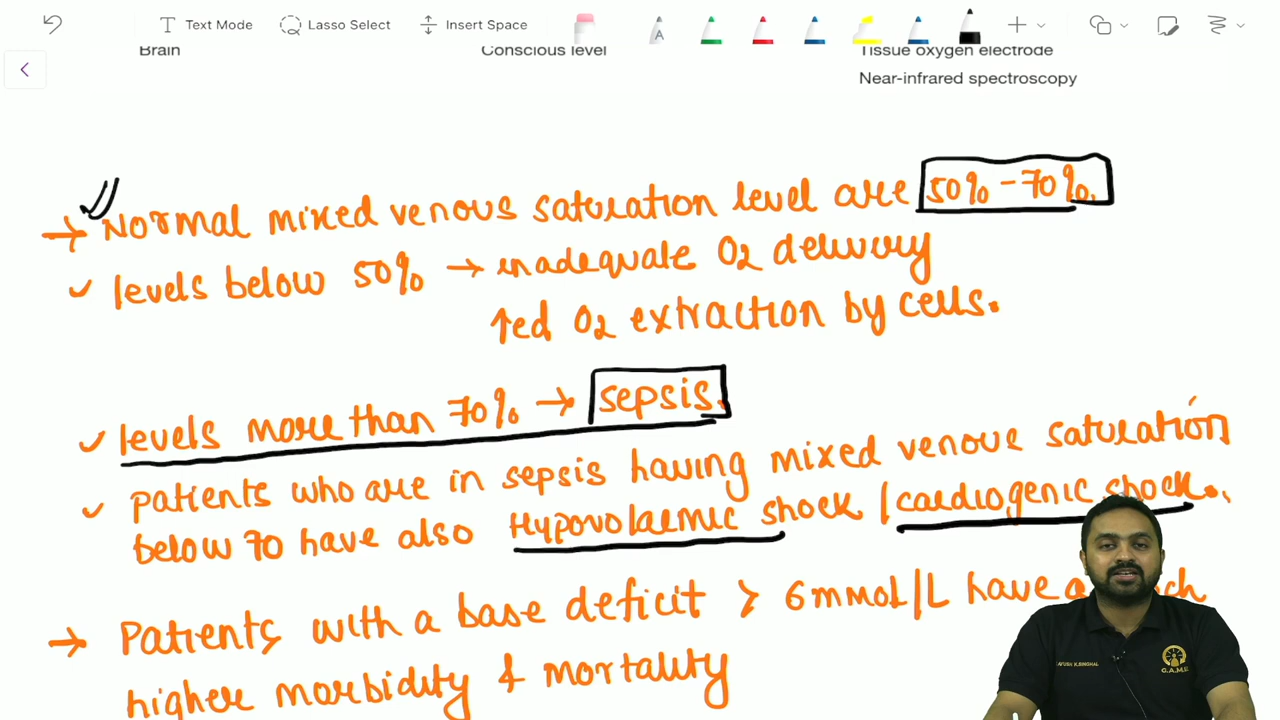 Text Mode Lasso Select Insert Space
Brain Conscious level Tissue oxygen electrode
Near-infrared spectroscopy
→ Normal mixed venous saturation level are 50% - 70%.
✓ levels below 50% → inadequate O2 delivery
↑ed O2 extraction by cells.
✓ levels more than 70% → sepsis.
✓ patients who are in sepsis having mixed venous saturation
below 70 have also Hypovolaemic shock / cardiogenic shock.
→ Patients with a base deficit > 6mmol/L have a
higher morbidity & mortality
AYUSH K.SINGHAL